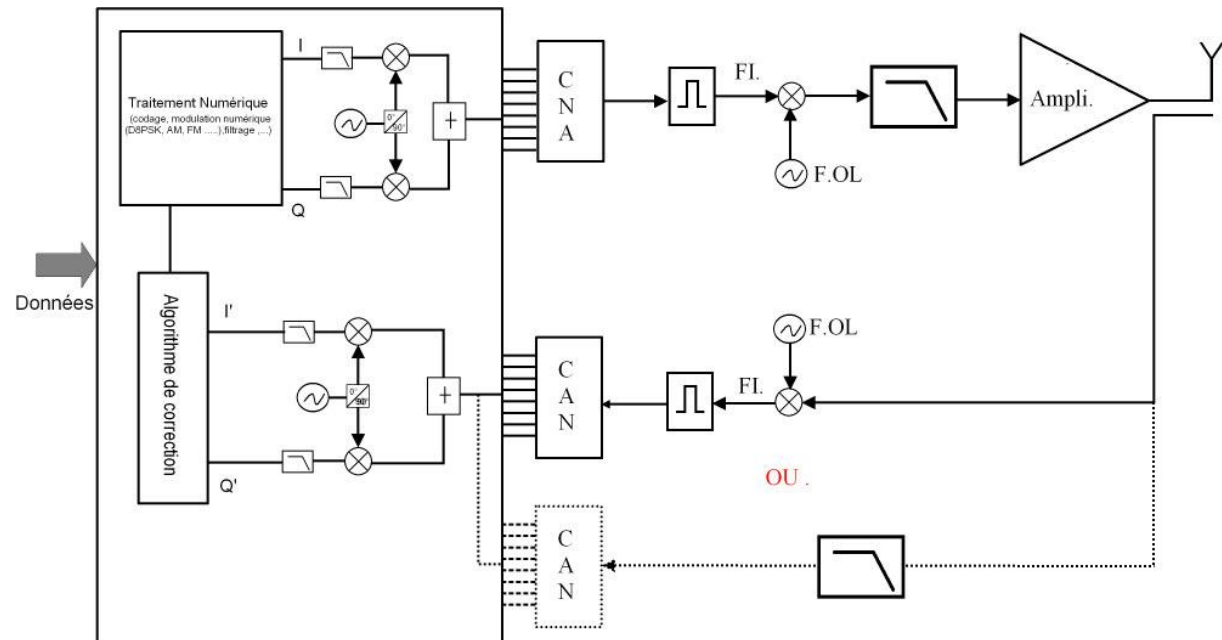 Traitement Numérique
(codage, modulation numérique
(D8PSK, AM, FM .....),filtrage ,...)
I
Q
0°
90°
+
C
N
A
FI.
F.OL
Ampli.
Données
Algorithme de correction
I'
Q'
0°
90°
+
C
A
N
FI.
F.OL
OU .
C
A
N